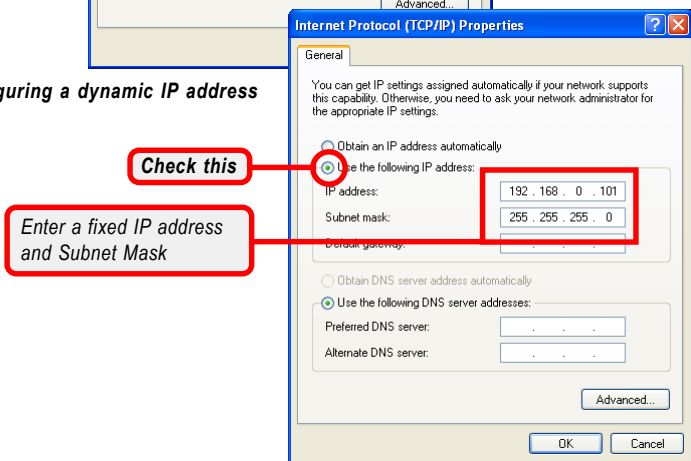 Advanced...
Internet Protocol (TCP/IP) Properties
General
You can get IP settings assigned automatically if your network supports
this capability. Otherwise, you need to ask your network administrator for
the appropriate IP settings.
guring a dynamic IP address
Obtain an IP address automatically
Check this
Use the following IP address:
IP address: 192 . 168 . 0 . 101
Enter a fixed IP address
and Subnet Mask
Subnet mask: 255 . 255 . 255 . 0
Default gateway: . . .
Obtain DNS server address automatically
Use the following DNS server addresses:
Preferred DNS server: . . .
Alternate DNS server: . . .
Advanced...
OK Cancel